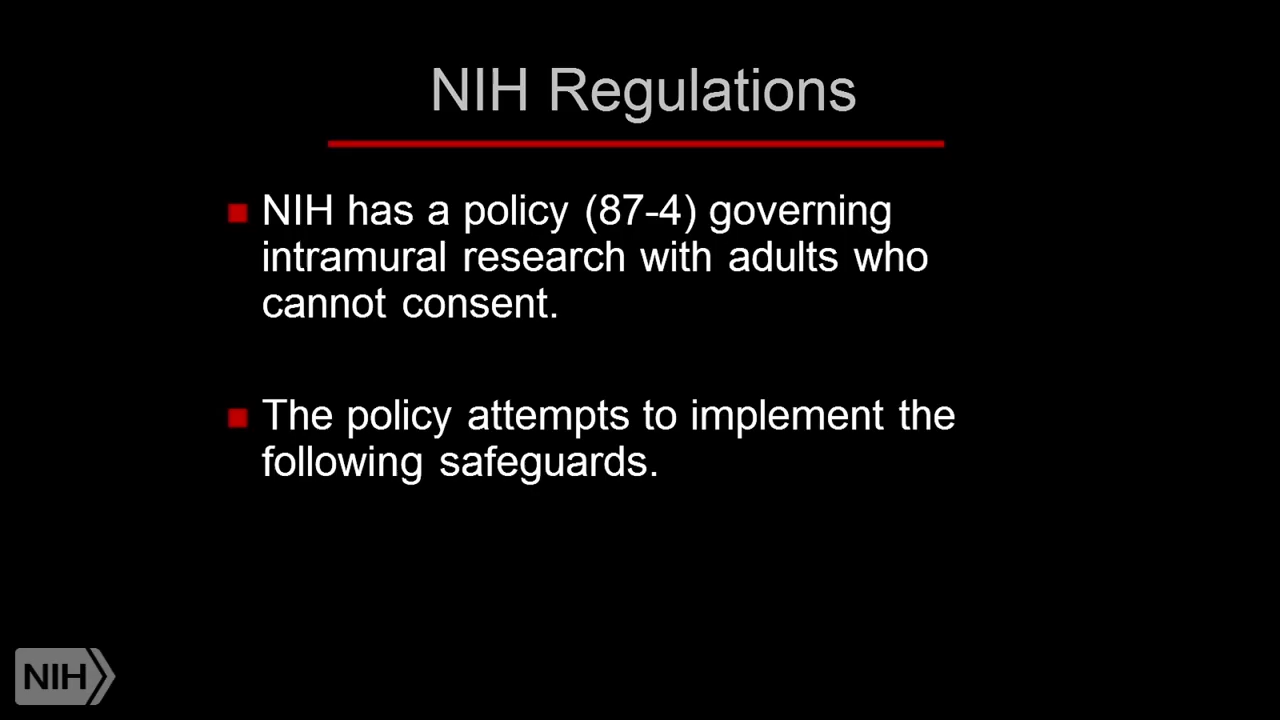 NIH Regulations
NIH has a policy (87-4) governing
intramural research with adults who
cannot consent.
The policy attempts to implement the
following safeguards.
NIH